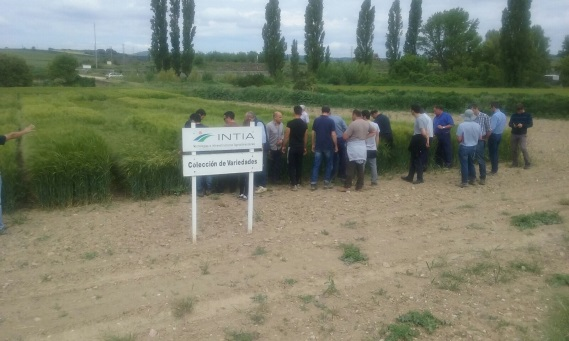 INTIA
Colección de Variedades